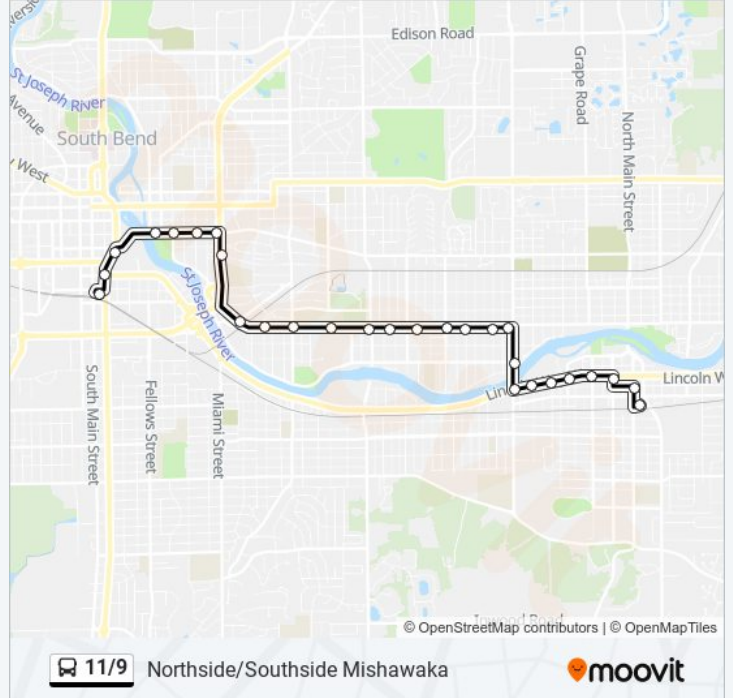 Edison Road
Grape Road
North Main Street
St Joseph River
Avenue
South Bend
West
St Joseph River
South Main Street
Fellows Street
Miami Street
Lin
Lincoln W
© OpenStreetMap contributors | © OpenMapTiles
11/9 Northside/Southside Mishawaka
moovit